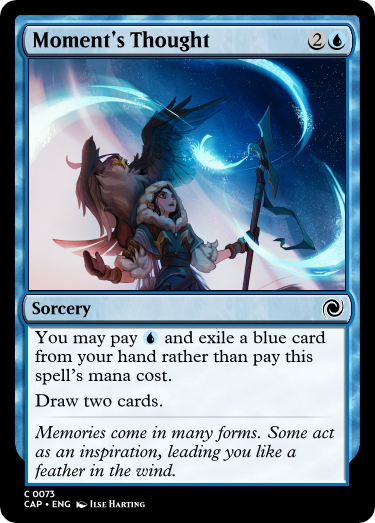 Moment's Thought 2
Sorcery
You may pay and exile a blue card
from your hand rather than pay this
spell's mana cost.
Draw two cards.
Memories come in many forms. Some act
as an inspiration, leading you like a
feather in the wind.
C 0073
CAP • ENG Ilse Harting